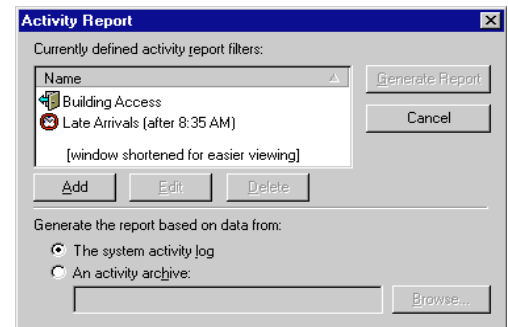 Activity Report
Currently defined activity report filters:
Name
Generate Report
Building Access
Late Arrivals (after 8:35 AM)
Cancel
[window shortened for easier viewing]
Add Edit Delete
Generate the report based on data from:
The system activity log
An activity archive:
Browse...